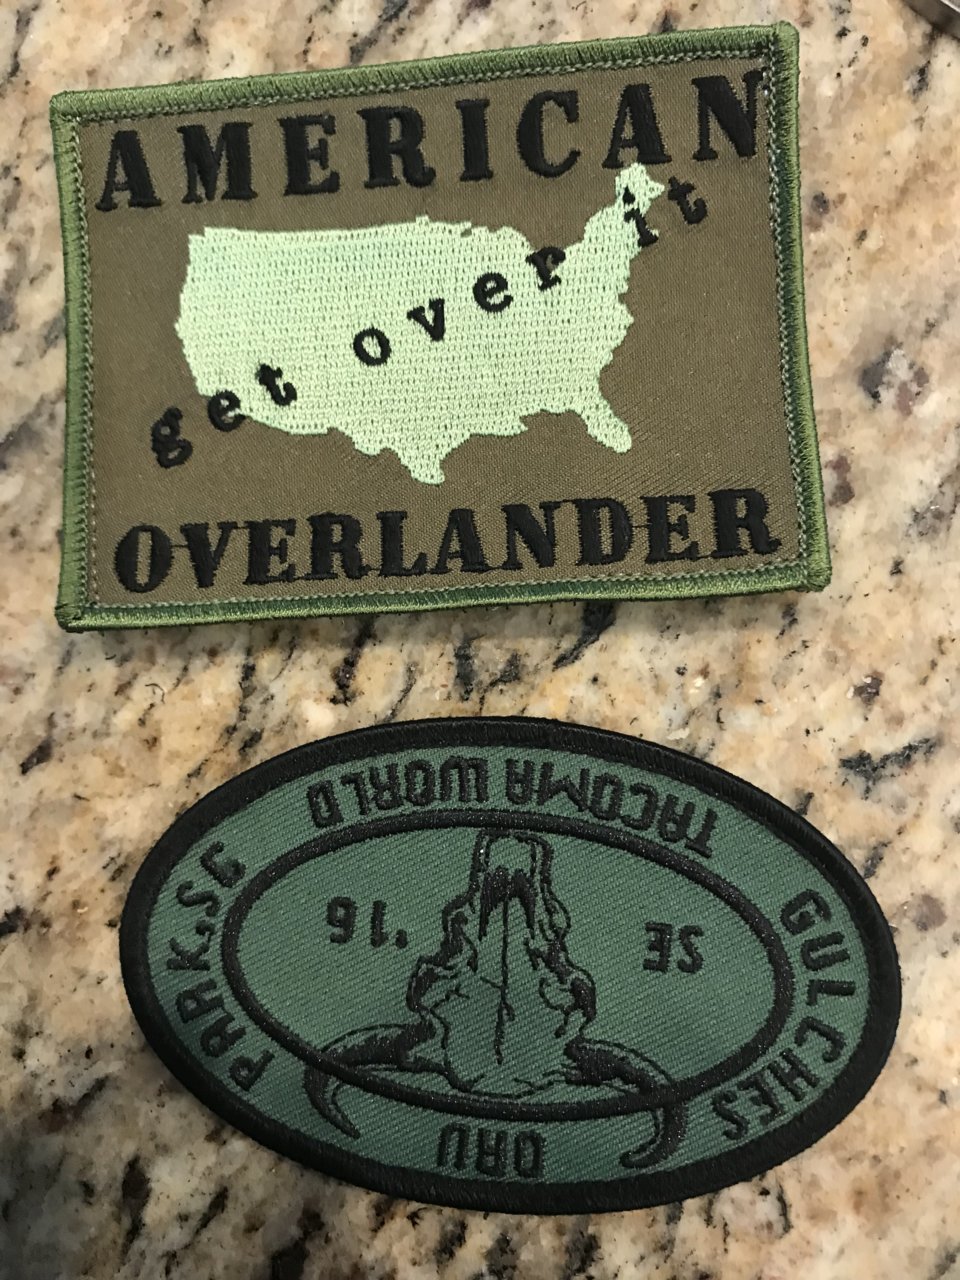 AMERICAN
get over it
OVERLANDER
GULCHES ORV PARK, SC
SE '16
TACOMA WORLD